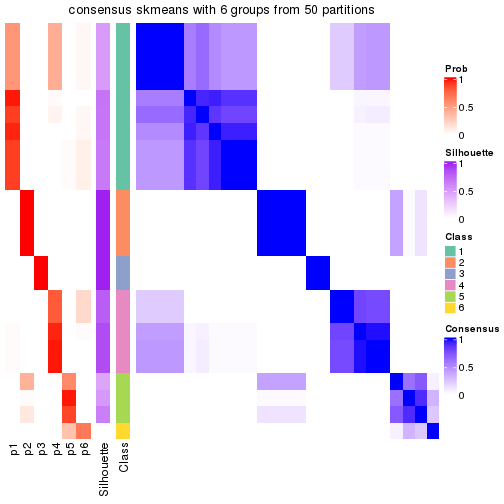 consensus skmeans with 6 groups from 50 partitions
Prob
1
0.5
0
Silhouette
1
0.5
0
Class
1
2
3
4
5
6
Consensus
1
0.5
0
p1
p2
p3
p4
p5
p6
Silhouette
Class